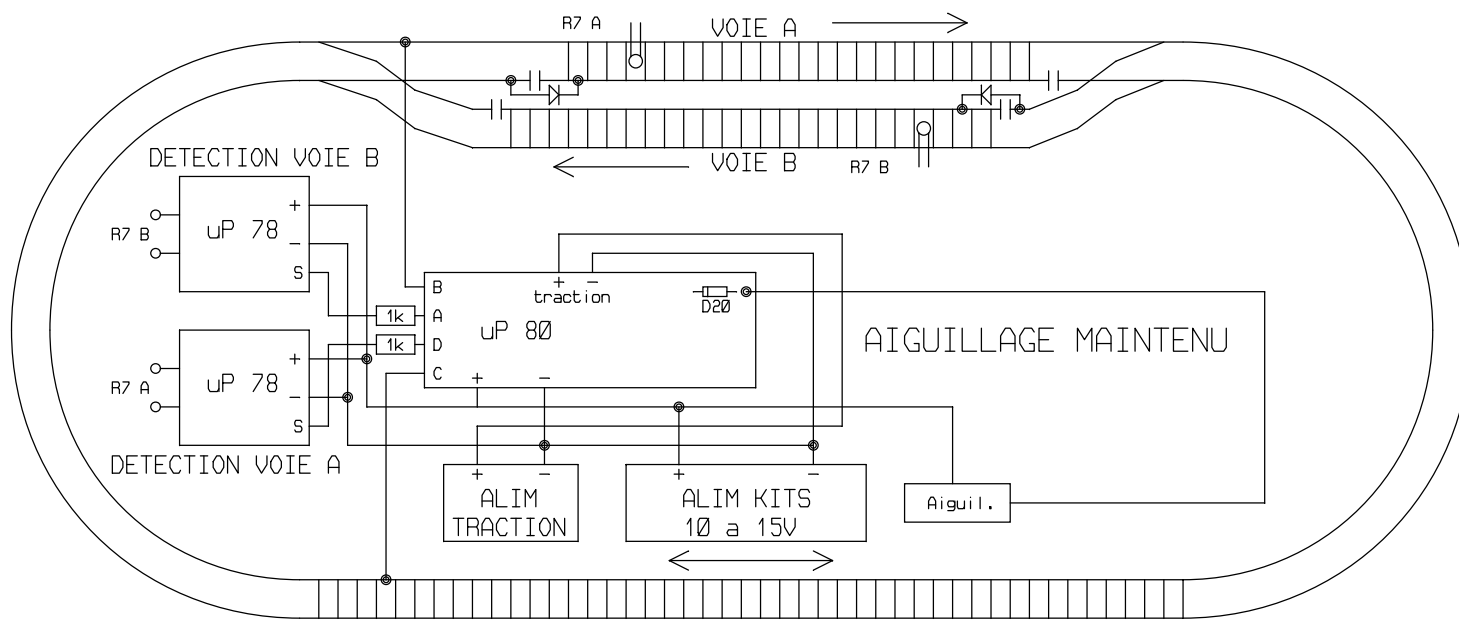 R7 A
VOIE A
DETECTION VOIE B
VOIE B
R7 B
R7 B
uP 78
+
-
S
+ -
traction
B
A
D
C
1k
1k
uP 80
D20
+
-
AIGUILLAGE MAINTENU
R7 A
uP 78
+
-
S
DETECTION VOIE A
+ -
ALIM
TRACTION
+ -
ALIM KITS
10 a 15V
Aiguil.